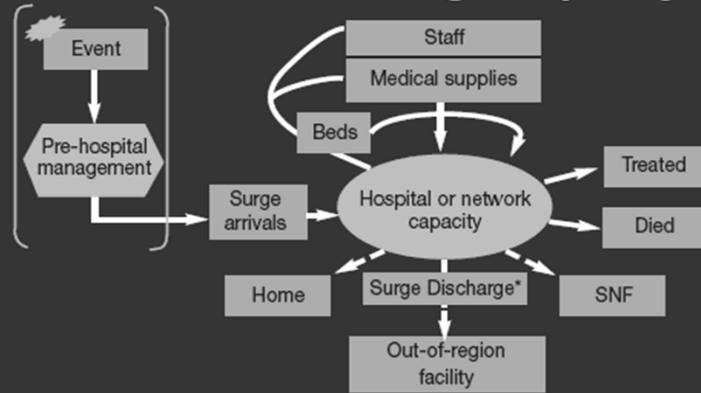 Event
Pre-hospital
management
Staff
Medical supplies
Beds
Surge
arrivals
Hospital or network
capacity
Treated
Died
Home
Surge Discharge*
SNF
Out-of-region
facility